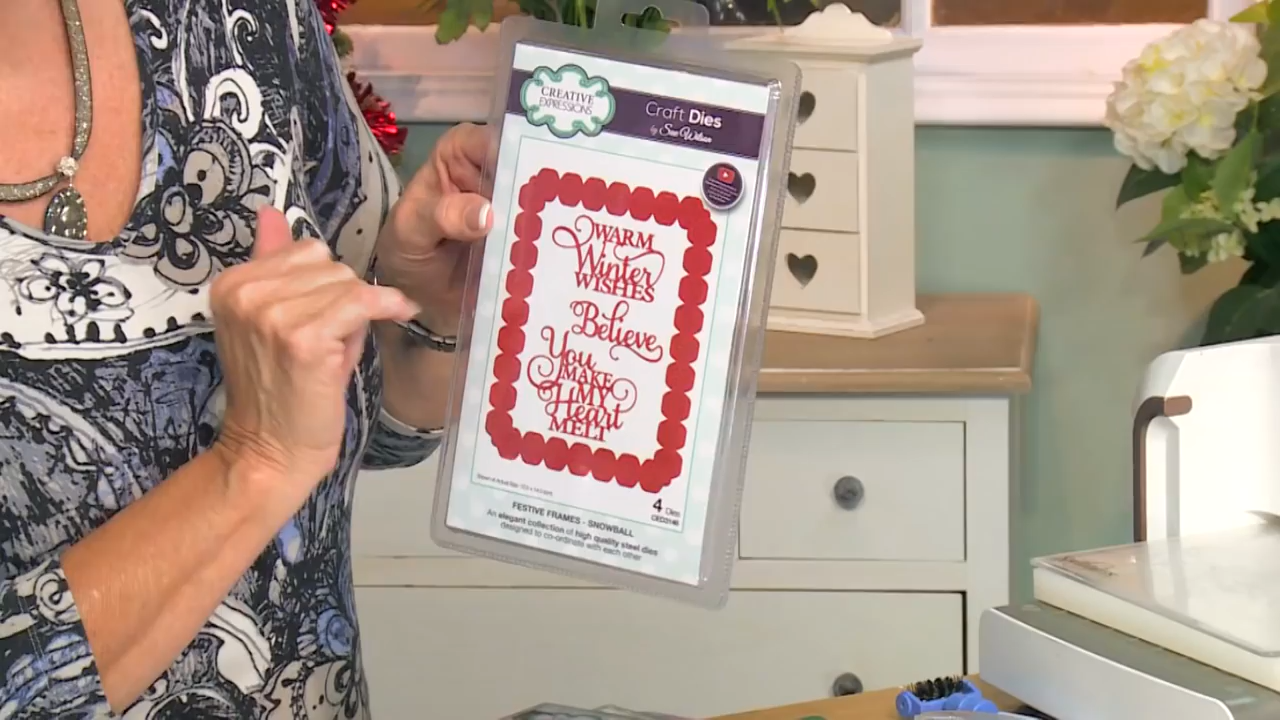 CREATIVE
EXPRESSIONS
Craft Dies
by Sue Wilson
WARM
Winter
WISHES
Believe
You
MAKE
MY
Heart
MELT
4 Dies
FESTIVE FRAMES - SNOWBALL
An elegant collection of high quality steel dies
designed to co-ordinate with each other